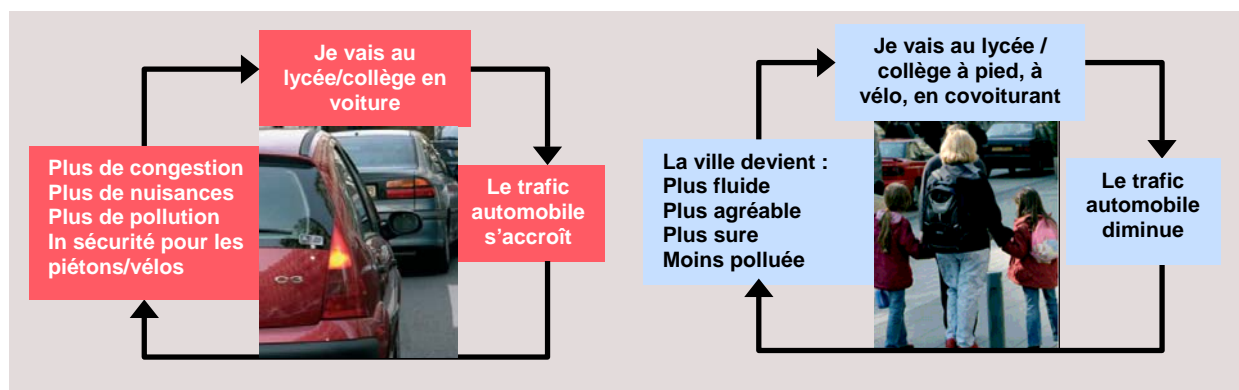 Je vais au
lycée/collège en
voiture
Plus de congestion
Plus de nuisances
Plus de pollution
In sécurité pour les
piétons/vélos
Le trafic
automobile
s’accroît
C3
Je vais au lycée /
collège à pied, à
vélo, en covoiturant
La ville devient :
Plus fluide
Plus agréable
Plus sure
Moins polluée
Le trafic
automobile
diminue